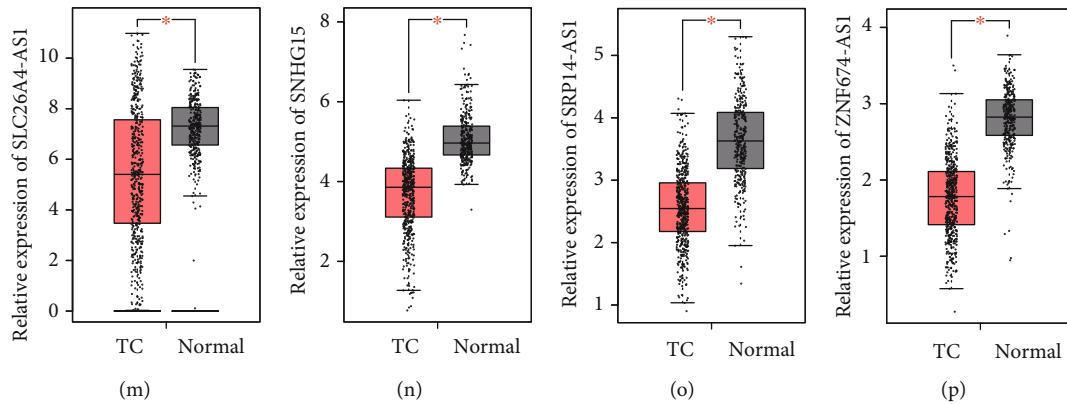 Relative expression of SLC26A4-AS1
10
8
6
4
2
0
*
TC Normal
(m)
Relative expression of SNHG15
8
6
4
2
*
TC Normal
(n)
Relative expression of SRP14-AS1
5
4
3
2
1
*
TC Normal
(o)
Relative expression of ZNF674-AS1
4
3
2
1
*
TC Normal
(p)